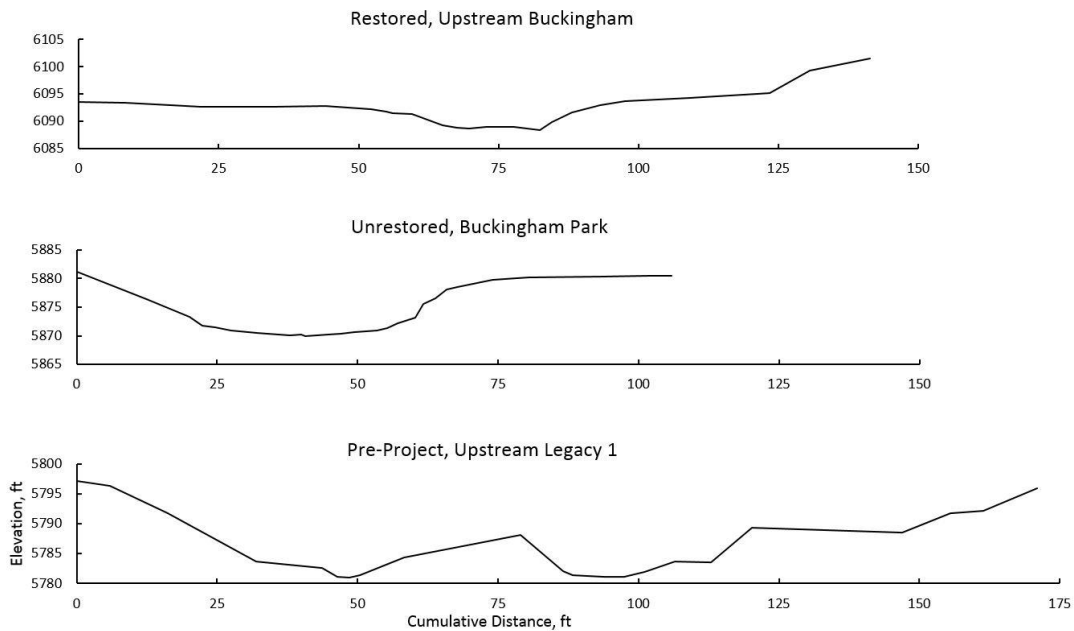 Restored, Upstream Buckingham
6105
6100
6095
6090
6085
0 25 50 75 100 125 150
Unrestored, Buckingham Park
5885
5880
5875
5870
5865
0 25 50 75 100 125 150
Pre-Project, Upstream Legacy 1
5800
5795
5790
5785
5780
Elevation, ft
0 25 50 75 100 125 150 175
Cumulative Distance, ft